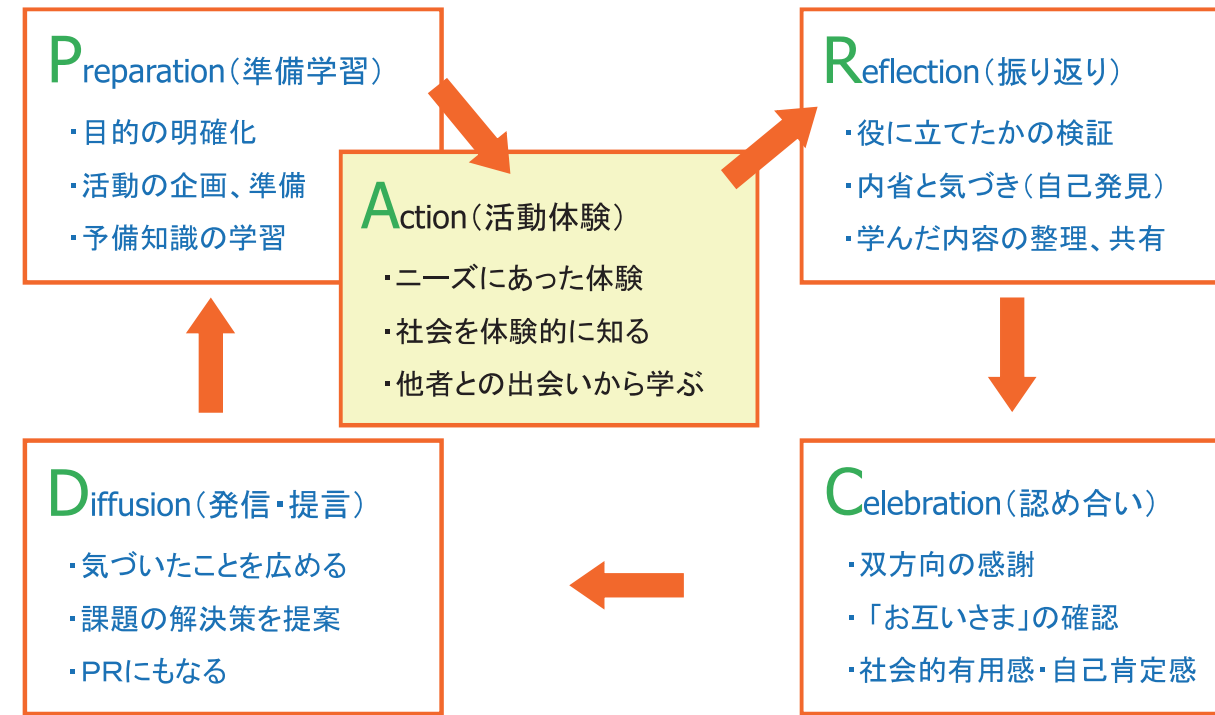 Preparation(準備学習)
・目的の明確化
・活動の企画、準備
・予備知識の学習
Action(活動体験)
・ニーズにあった体験
・社会を体験的に知る
・他者との出会いから学ぶ
Reflection(振り返り)
・役に立てたかの検証
・内省と気づき(自己発見)
・学んだ内容の整理、共有
Celebration(認め合い)
・双方向の感謝
・「お互いさま」の確認
・社会的有用感・自己肯定感
Diffusion(発信・提言)
・気づいたことを広める
・課題の解決策を提案
・PRにもなる